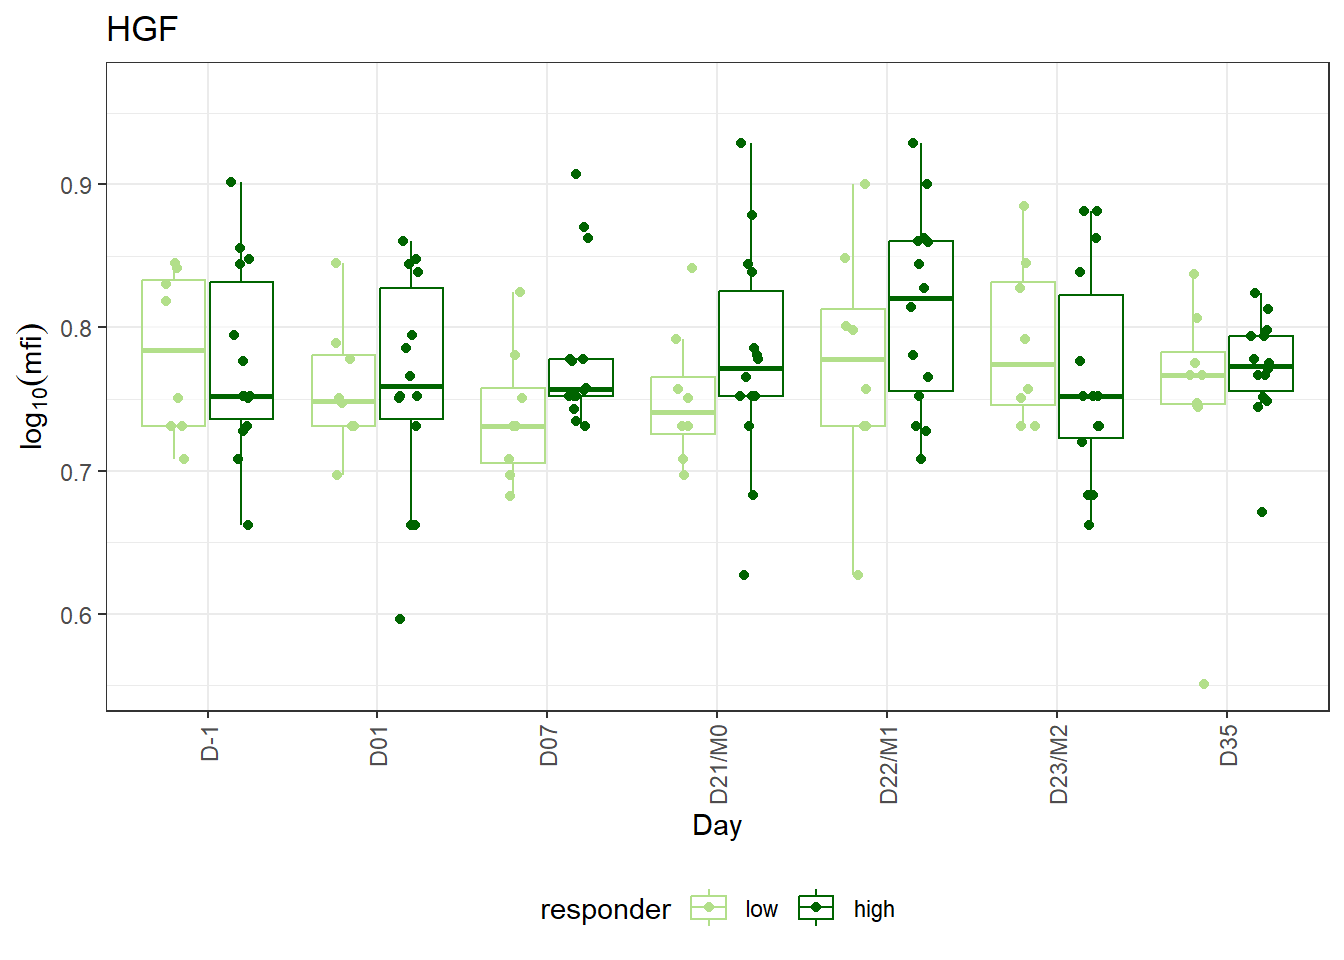 HGF
log10(mfi)
0.9
0.8
0.7
0.6
D-1
D01
D07
D21/M0
D22/M1
D23/M2
D35
Day
responder low high